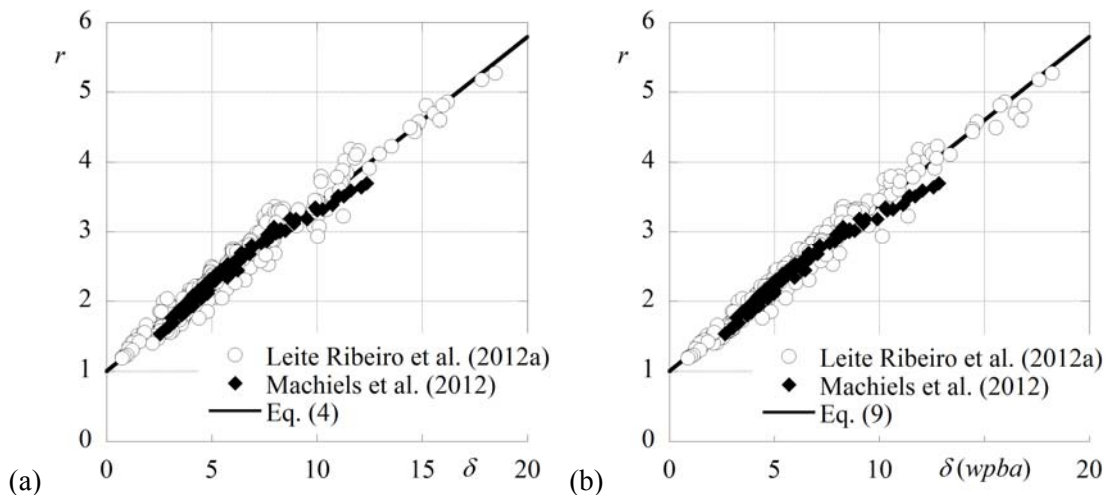 6
r
5
4
3
2
1
0
Leite Ribeiro et al. (2012a)
Machiels et al. (2012)
Eq. (4)
0 5 10 15 δ 20
(a)
6
r
5
4
3
2
1
0
Leite Ribeiro et al. (2012a)
Machiels et al. (2012)
Eq. (9)
0 5 10 δ (wpba) 20
(b)